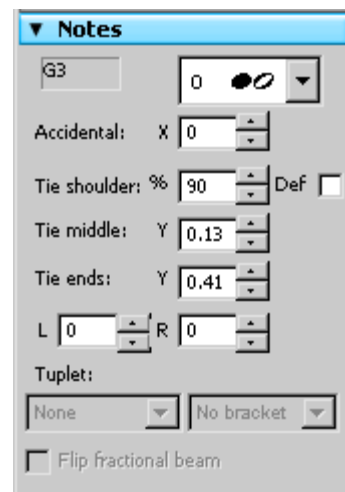 Notes
G3 0
Accidental: X 0
Tie shoulder: % 90 Def
Tie middle: Y 0.13
Tie ends: Y 0.41
L 0 R 0
Tuplet:
None No bracket
Flip fractional beam